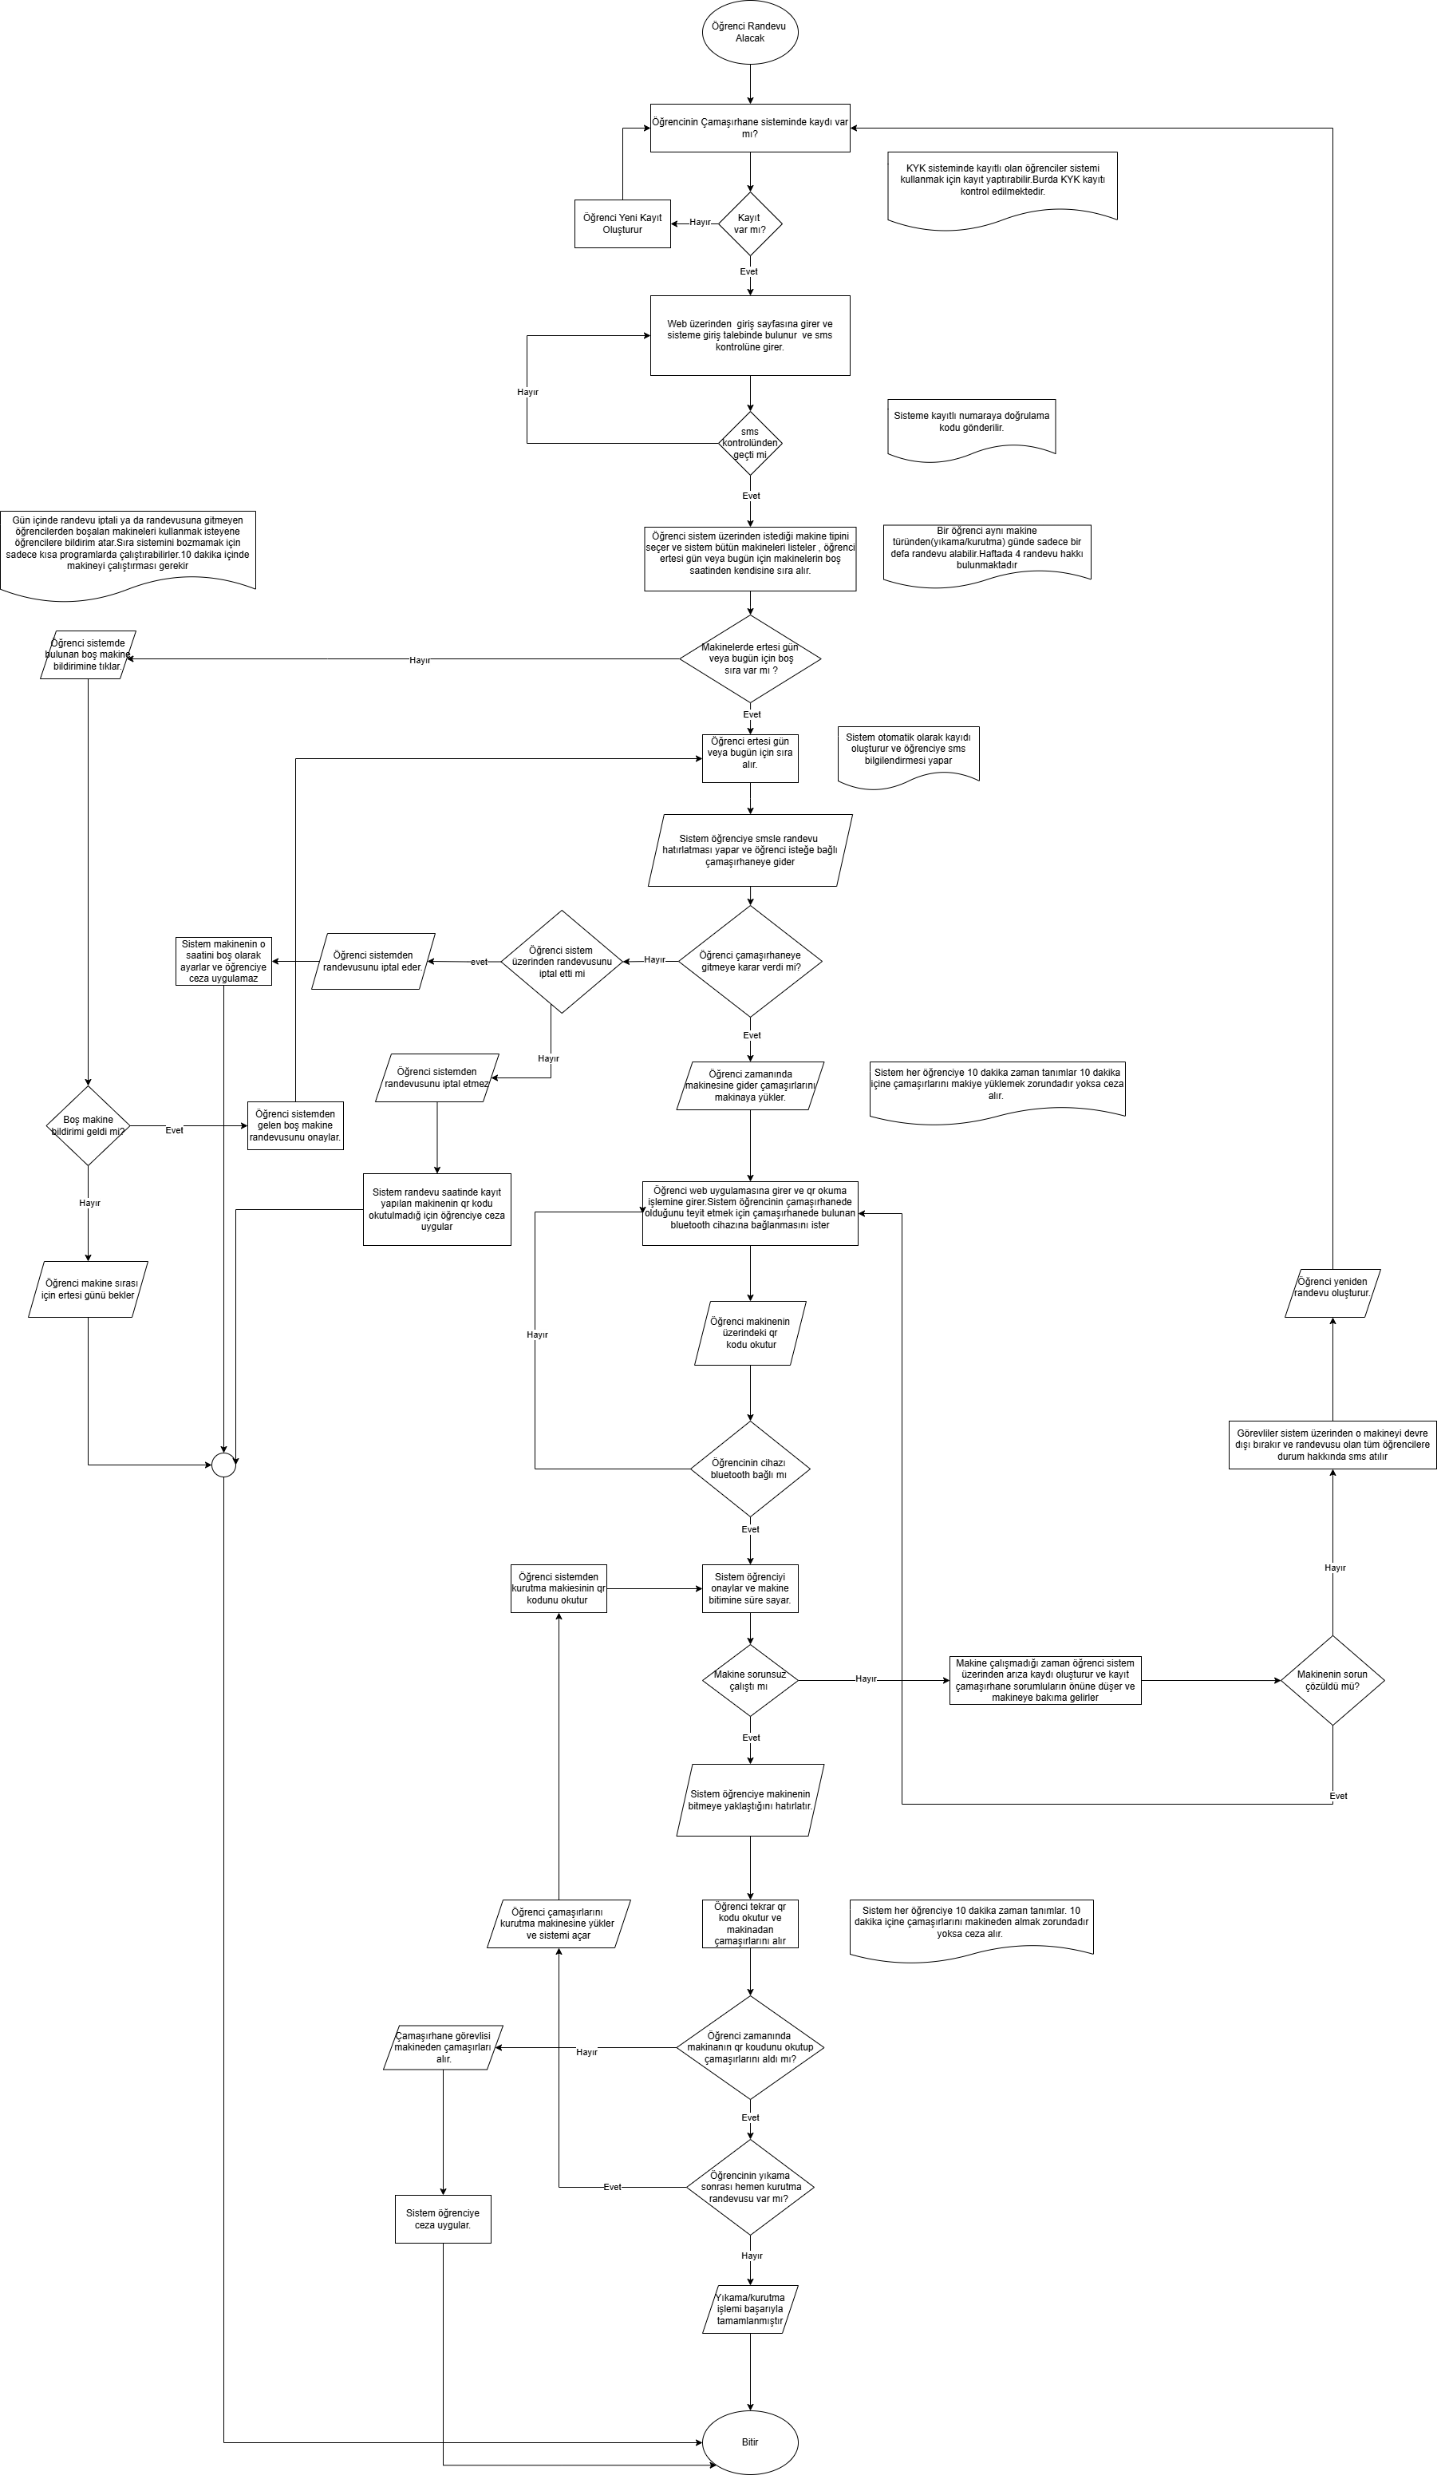 Öğrenci Randevu
Alacak
Öğrencinin Çamaşırhane sisteminde kaydı var
mı?
KYK sisteminde kayıtlı olan öğrenciler sistemi
kullanmak için kayıt yaptırabilir.Burda KYK kayıtı
kontrol edilmektedir.
Öğrenci Yeni Kayıt
Oluşturur
Hayır
Kayıt
var mı?
Evet
Web üzerinden giriş sayfasına girer ve
sisteme giriş talebinde bulunur ve sms
kontrolüne girer.
Hayır
sms
kontrolünden
geçti mi
Sisteme kayıtlı numaraya doğrulama
kodu gönderilir.
Evet
Gün içinde randevu iptali ya da randevusuna gitmeyen
öğrencilerden boşalan makineleri kullanmak isteyene
öğrencilere bildirim atar.Sıra sistemini bozmamak için
sadece kısa programlarda çalıştırabilirler.10 dakika içinde
makineyi çalıştırması gerekir
Öğrenci sistem üzerinden istediği makine tipini
seçer ve sistem bütün makineleri listeler , öğrenci
ertesi gün veya bugün için makinelerin boş
saatinden kendisine sıra alır.
Bir öğrenci aynı makine
türünden(yıkama/kurutma) günde sadece bir
defa randevu alabilir.Haftada 4 randevu hakkı
bulunmaktadır
Öğrenci sistemde
bulunan boş makine
bildirimine tıklar.
Hayır
Makinelerde ertesi gün
veya bugün için boş
sıra var mı ?
Evet
Öğrenci ertesi gün
veya bugün için sıra
alır.
Sistem otomatik olarak kayıdı
oluşturur ve öğrenciye sms
bilgilendirmesi yapar
Sistem öğrenciye smsle randevu
hatırlatması yapar ve öğrenci isteğe bağlı
çamaşırhaneye gider
Sistem makinenin o
saatini boş olarak
ayarlar ve öğrenciye
ceza uygulamaz
Öğrenci sistemden
randevusunu iptal eder.
evet
Öğrenci sistem
üzerinden randevusunu
iptal etti mi
Hayır
Öğrenci çamaşırhaneye
gitmeye karar verdi mi?
Evet
Hayır
Öğrenci sistemden
randevusunu iptal etmez
Öğrenci zamanında
makinesine gider çamaşırlarını
makinaya yükler.
Sistem her öğrenciye 10 dakika zaman tanımlar 10 dakika
içine çamaşırlarını makiye yüklemek zorundadır yoksa ceza
alır.
Boş makine
bildirimi geldi mi?
Evet
Öğrenci sistemden
gelen boş makine
randevusunu onaylar.
Hayır
Sistem randevu saatinde kayıt
yapılan makinenin qr kodu
okutulmadığ için öğrenciye ceza
uygular
Öğrenci web uygulamasına girer ve qr okuma
işlemine girer.Sistem öğrencinin çamaşırhanede
olduğunu teyit etmek için çamaşırhanede bulunan
bluetooth cihazına bağlanmasını ister
Öğrenci makine sırası
için ertesi günü bekler
Hayır
Öğrenci makinenin
üzerindeki qr
kodu okutur
Öğrenci yeniden
randevu oluşturur.
Öğrencinin cihazı
bluetooth bağlı mı
Görevliler sistem üzerinden o makineyi devre
dışı bırakır ve randevusu olan tüm öğrencilere
durum hakkında sms atılır
Evet
Hayır
Öğrenci sistemden
kurutma makiesinin qr
kodunu okutur
Sistem öğrenciyi
onaylar ve makine
bitimine süre sayar.
Makine sorunsuz
çalıştı mı
Hayır
Makine çalışmadığı zaman öğrenci sistem
üzerinden arıza kaydı oluşturur ve kayıt
çamaşırhane sorumluların önüne düşer ve
makineye bakıma gelirler
Makinenin sorun
çözüldü mü?
Evet
Evet
Sistem öğrenciye makinenin
bitmeye yaklaştığını hatırlatır.
Öğrenci çamaşırlarını
kurutma makinesine yükler
ve sistemi açar
Öğrenci tekrar qr
kodu okutur ve
makinadan
çamaşırlarını alır
Sistem her öğrenciye 10 dakika zaman tanımlar. 10
dakika içine çamaşırlarını makineden almak zorundadır
yoksa ceza alır.
Çamaşırhane görevlisi
makineden çamaşırları
alır.
Hayır
Öğrenci zamanında
makinanın qr koudunu okutup
çamaşırlarını aldı mı?
Evet
Evet
Öğrencinin yıkama
sonrası hemen kurutma
randevusu var mı?
Sistem öğrenciye
ceza uygular.
Hayır
Yıkama/kurutma
işlemi başarıyla
tamamlanmıştır
Bitir